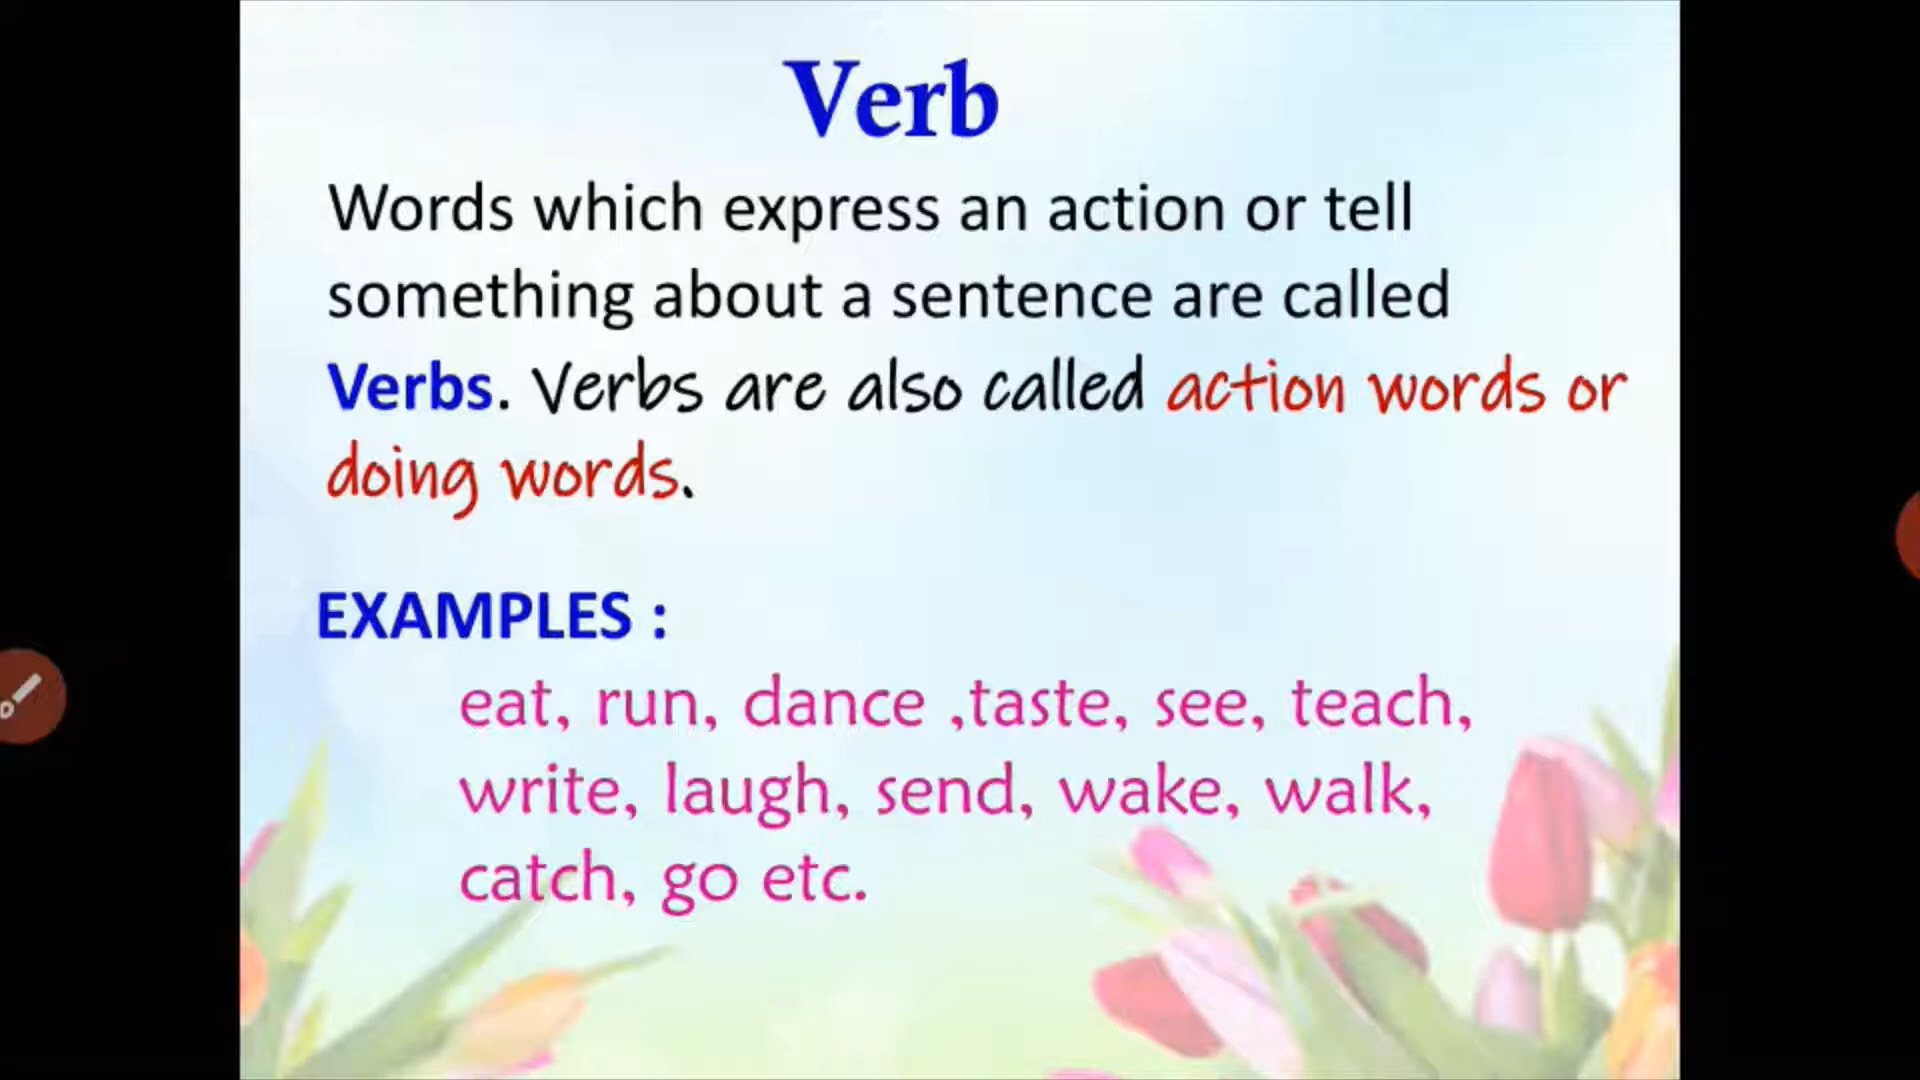 Verb
Words which express an action or tell
something about a sentence are called
Verbs. Verbs are also called action words or
doing words.
EXAMPLES :
eat, run, dance ,taste, see, teach,
write, laugh, send, wake, walk,
catch, go etc.